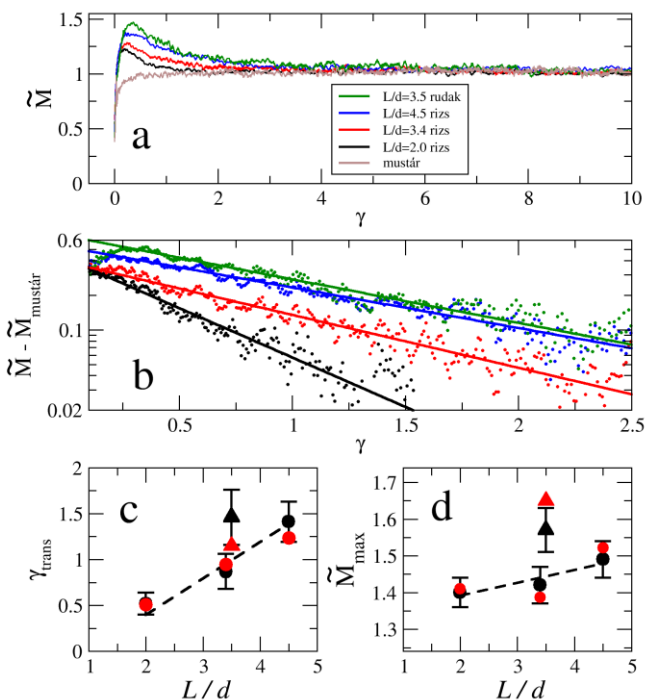 1.5
1
0.5
0
M̃
a
L/d=3.5 rudak
L/d=4.5 rizs
L/d=3.4 rizs
L/d=2.0 rizs
mustár
0 2 4 6 8 10
γ
0.6
0.1
0.02
M̃ - M̃mustár
b
0.5 1 1.5 2 2.5
γ
2
1.5
1
0.5
0
γtrans
c
1 2 3 4 5
L/d
1.8
1.7
1.6
1.5
1.4
1.3
M̃max
d
1 2 3 4 5
L/d